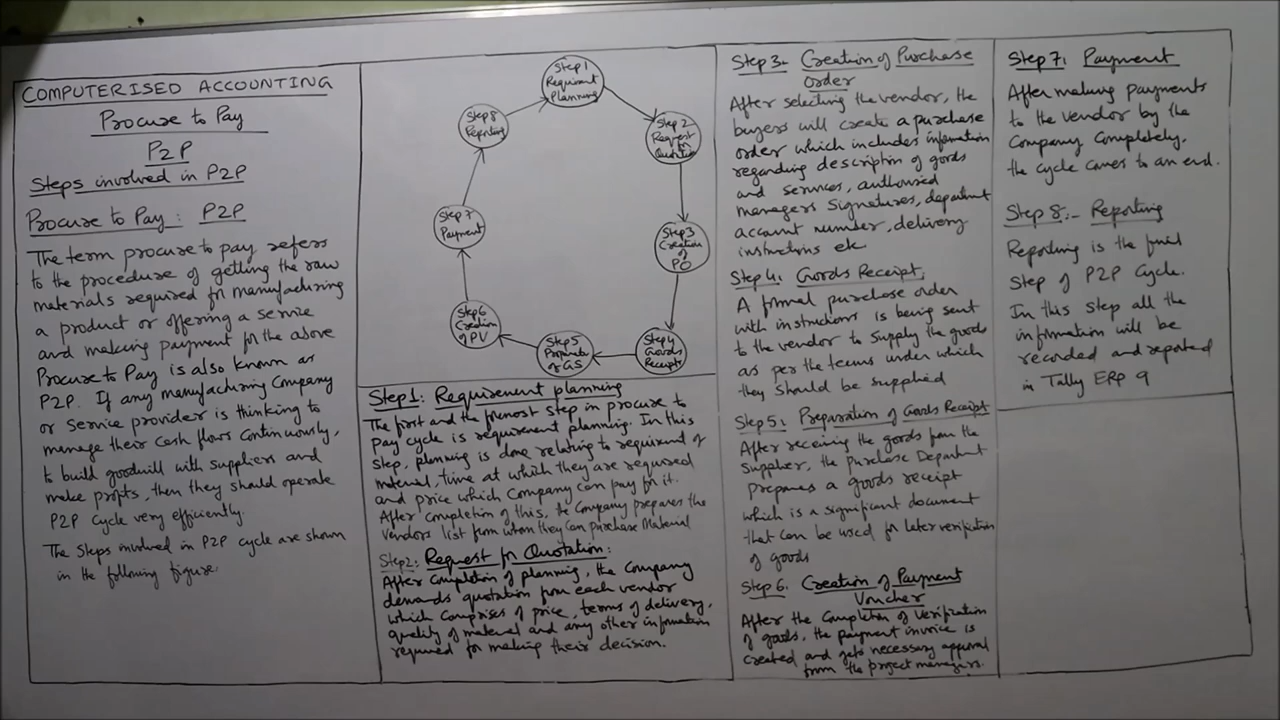 COMPUTERISED ACCOUNTING
Procure to Pay
P2P
Steps involved in P2P
Procure to Pay: P2P
The term procure to pay refers
to the procedure of getting the raw
materials required for manufacturing
a product or offering a service
and making payment for the above
Procure to Pay is also known as
P2P. If any manufacturing Company
or service provider is thinking to
manage their cash flows continuously,
to build goodwill with suppliers and
make profits, then they should operate
P2P cycle very efficiently.
The steps involved in P2P cycle are shown
in the following figure.
Step 1
Requirement
Planning
Step 2
Request
for
Quotation
Step 3
Creation
of
PO
Step 4
Goods
Receipts
Step 5
of GS
Step 6
Creation
of PV
Step 7
Payment
Step 8
Reporting
Step 1: Requirement planning
The first and the foremost step in procure to
pay cycle is requirement planning. In this
step, planning is done relating to requirement of
material, time at which they are required
and price which Company can pay for it.
After completion of this, the Company prepares the
vendors list from whom they can purchase Material
Step 2: Request for Quotation:
After completion of planning, the Company
demands quotation from each vendor
which comprises of price, terms of delivery,
quality of material and any other information
required for making their decision.
Step 3:- Creation of Purchase
order
After selecting the vendor, the
buyers will create a purchase
order which includes information
regarding description of goods
and services, authorised
managers signatures, department
account number, delivery
instructions etc
Step 4: Goods Receipt:
A formal purchase order
with instructions is being sent
to the vendor to supply the goods
as per the terms under which
they should be supplied
Step 5: Preparation of Goods Receipt
After receiving the goods from the
supplier, the purchase Department
prepares a goods receipt
which is a significant document
that can be used for later verification
of goods
Step 6. Creation of Payment
Voucher
After the completion of verification
of goods, the payment invoice is
created and gets necessary approval
from the project managers.
Step 7: Payment
After making payments
to the vendor by the
Company Completely.
the cycle comes to an end.
Step 8:- Reporting
Reporting is the final
step of P2P Cycle.
In this step all the
information will be
recorded and reported
in Tally ERP 9